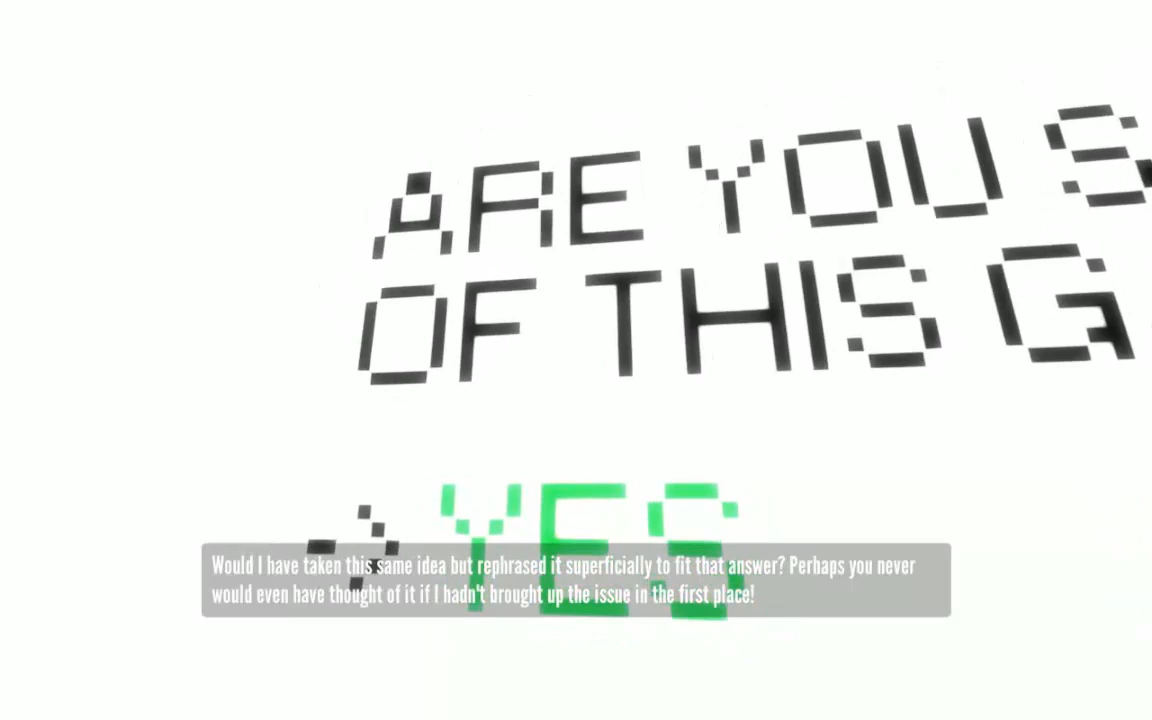 ARE YOU S
OF THIS G
→ YES
Would I have taken this same idea but rephrased it superficially to fit that answer? Perhaps you never
would even have thought of it if I hadn't brought up the issue in the first place!